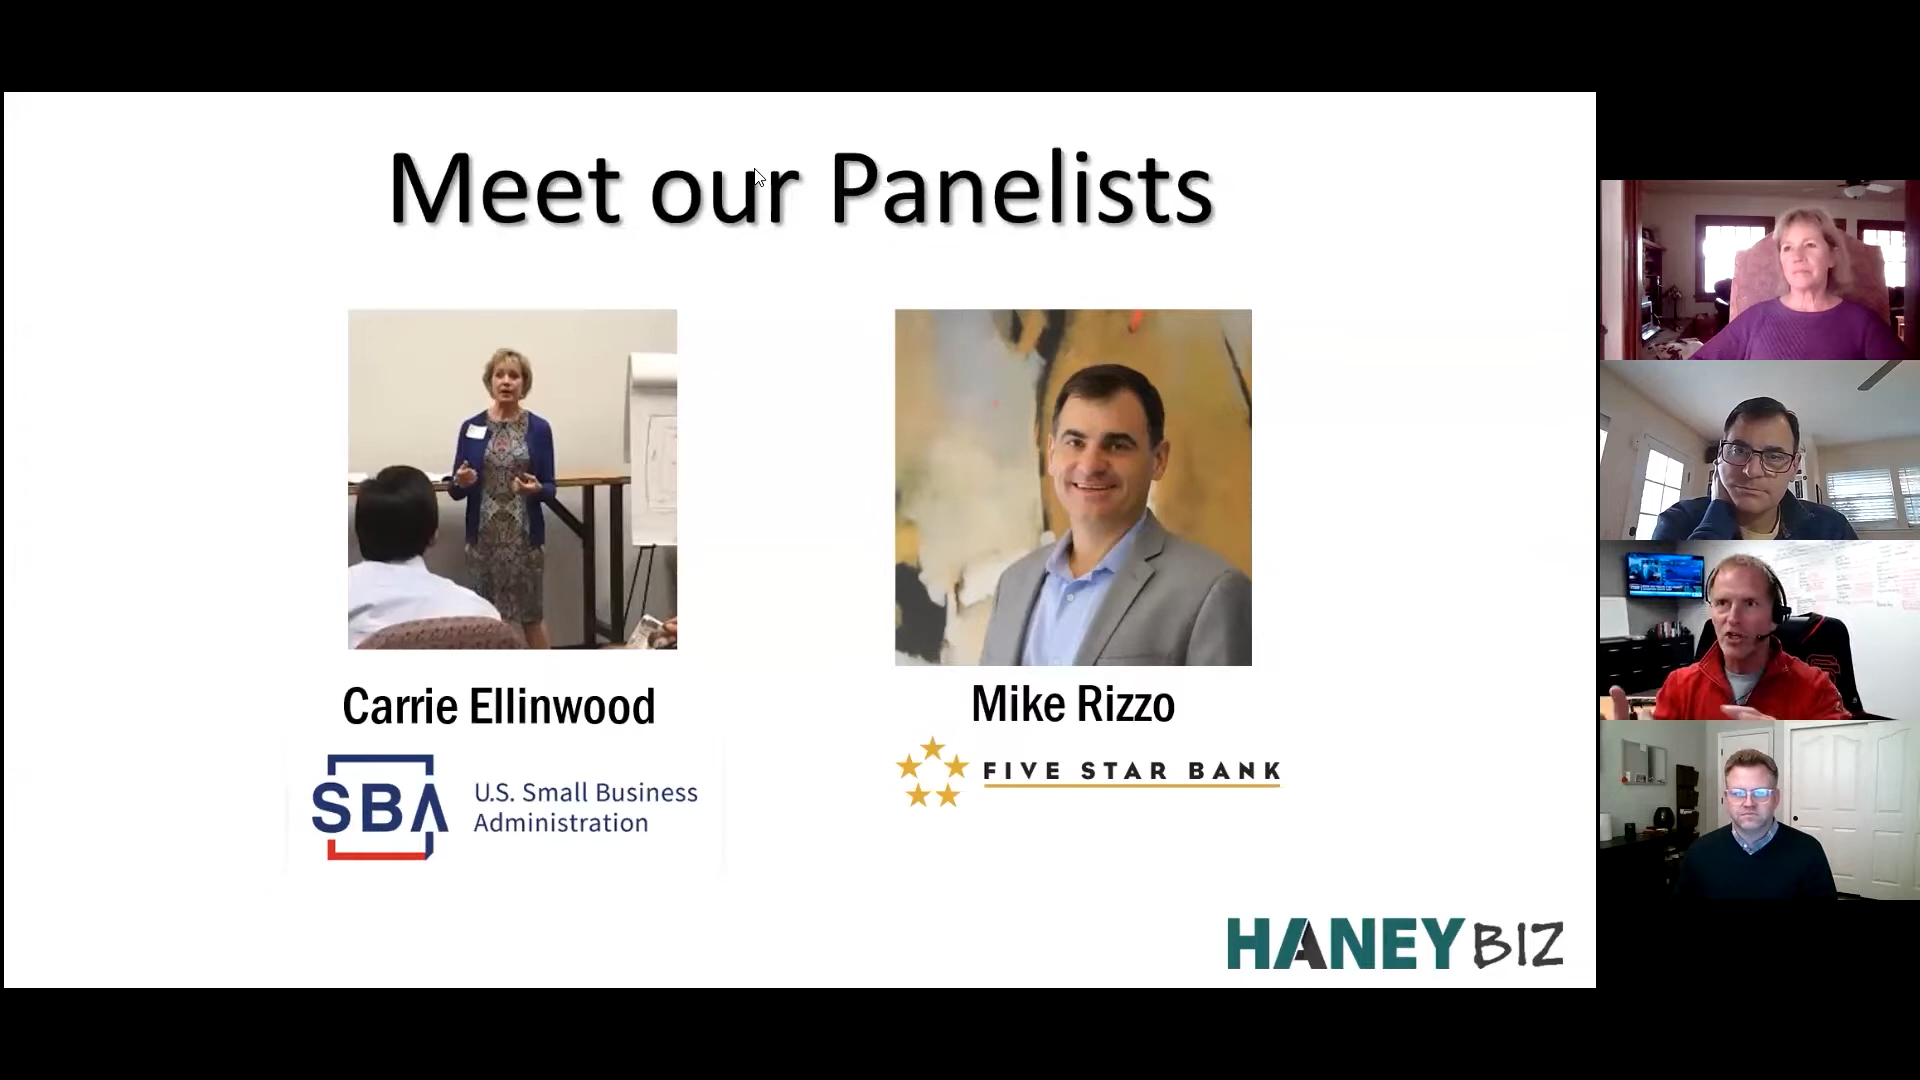 Meet our Panelists
Carrie Ellinwood
Mike Rizzo
SBA
U.S. Small Business
Administration
FIVE STAR BANK
HANEY BIZ